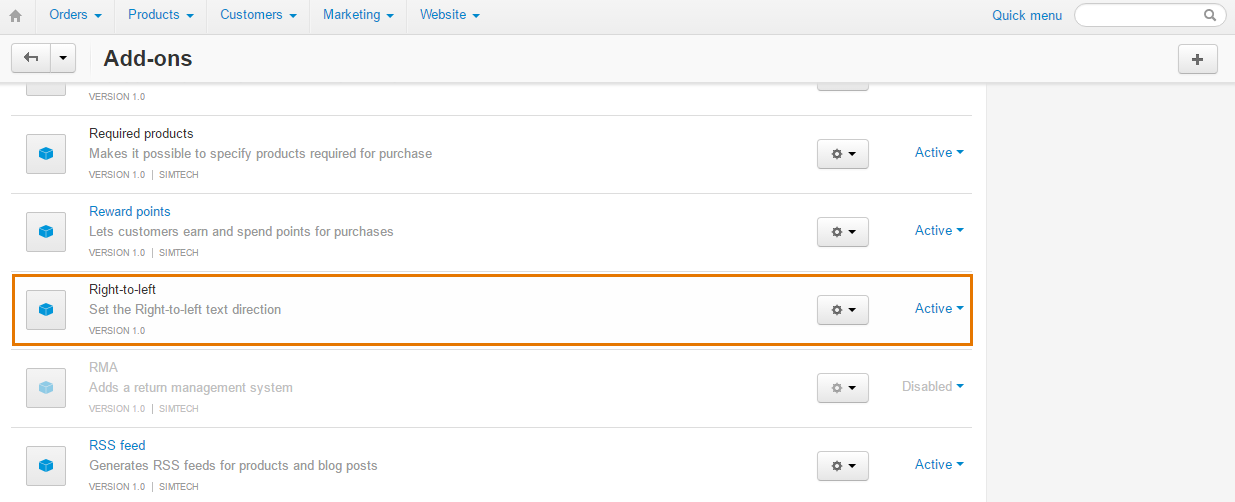 Orders Products Customers Marketing Website Quick menu
Add-ons
VERSION 1.0
Required products
Makes it possible to specify products required for purchase
Active
VERSION 1.0 | SIMTECH
Reward points
Lets customers earn and spend points for purchases
Active
VERSION 1.0 | SIMTECH
Right-to-left
Set the Right-to-left text direction
Active
VERSION 1.0
RMA
Adds a return management system
Disabled
VERSION 1.0 | SIMTECH
RSS feed
Generates RSS feeds for products and blog posts
Active
VERSION 1.0 | SIMTECH